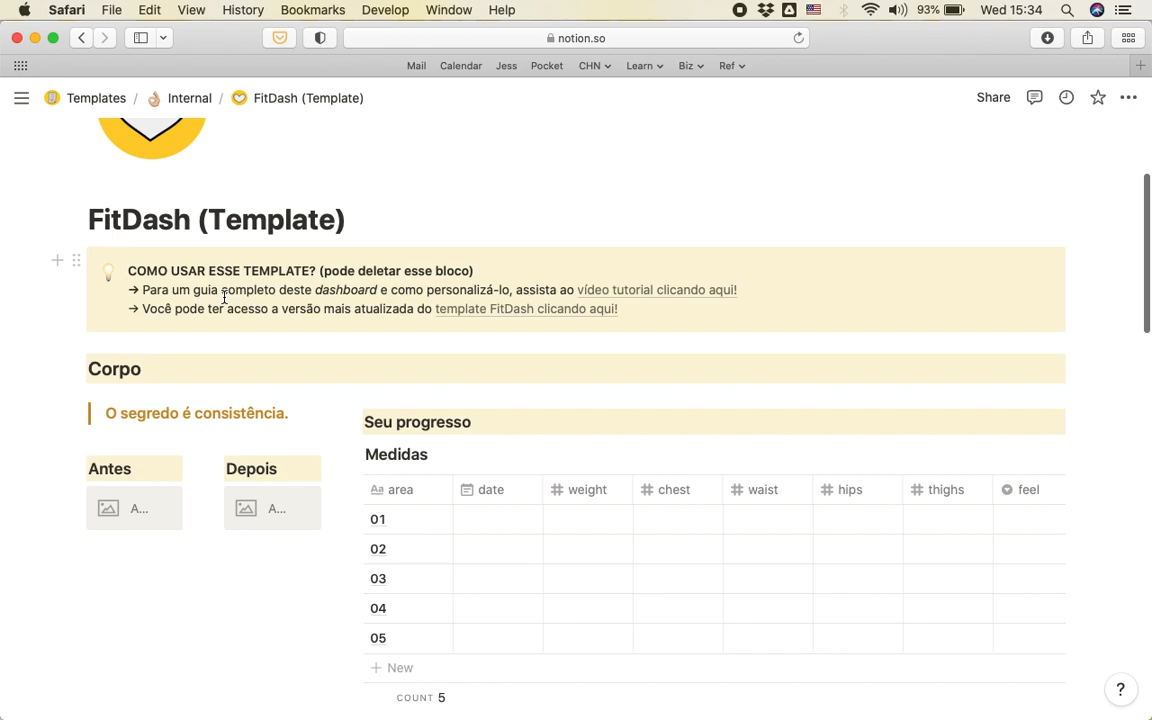 Safari File Edit View History Bookmarks Develop Window Help 93% Wed 15:34
notion.so
Mail Calendar Jess Pocket CHN Learn Biz Ref
Templates / Internal / FitDash (Template) Share
FitDash (Template)
COMO USAR ESSE TEMPLATE? (pode deletar esse bloco)
→ Para um guia completo deste dashboard e como personalizá-lo, assista ao vídeo tutorial clicando aqui!
→ Você pode ter acesso a versão mais atualizada do template FitDash clicando aqui!
Corpo
O segredo é consistência.
Antes
Depois
A...
A...
Seu progresso
Medidas
Aa area date # weight # chest # waist # hips # thighs feel
01
02
03
04
05
+ New
COUNT 5
?